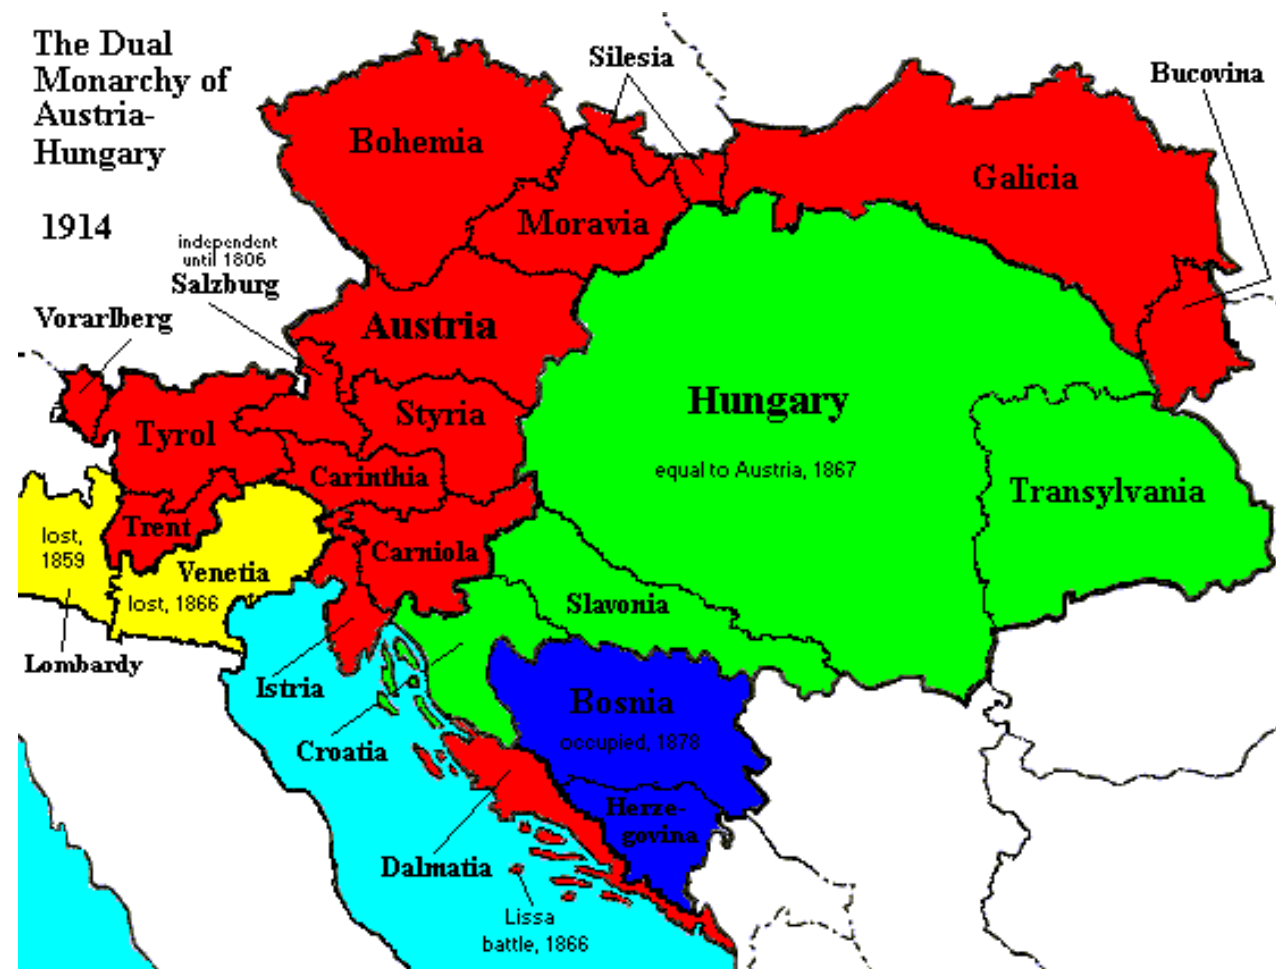 The Dual
Monarchy of
Austria-
Hungary
1914
Silesia
Bucovina
Bohemia
Galicia
Moravia
independent
until 1806
Salzburg
Vorarlberg
Austria
Hungary
Styria
Tyrol
equal to Austria, 1867
Carinthia
Transylvania
Trent
lost,
1859
Carniola
Venetia
lost, 1866
Slavonia
Lombardy
Istria
Bosnia
occupied, 1878
Croatia
Herze-
govina
Dalmatia
Lissa
battle, 1866